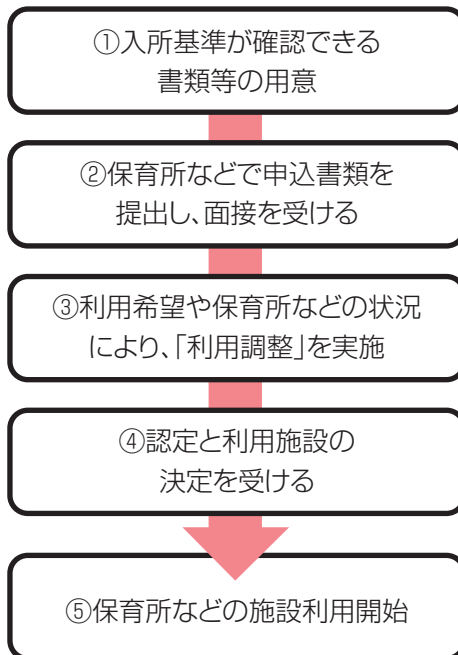 ①入所基準が確認できる
書類等の用意
②保育所などで申込書類を
提出し、面接を受ける
③利用希望や保育所などの状況
により、「利用調整」を実施
④認定と利用施設の
決定を受ける
⑤保育所などの施設利用開始